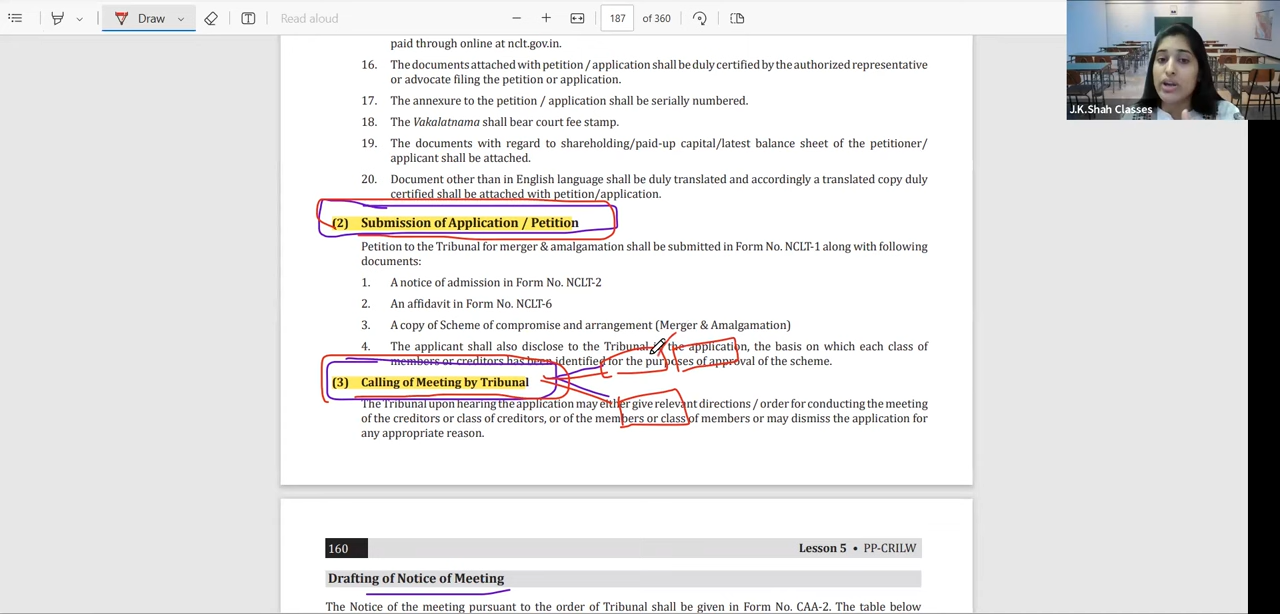 Draw
Read aloud
187
of 360
J.K.Shah Classes
paid through online at nclt.gov.in.
16. The documents attached with petition / application shall be duly certified by the authorized representative
or advocate filing the petition or application.
17. The annexure to the petition / application shall be serially numbered.
18. The Vakalatnama shall bear court fee stamp.
19. The documents with regard to shareholding/paid-up capital/latest balance sheet of the petitioner/
applicant shall be attached.
20. Document other than in English language shall be duly translated and accordingly a translated copy duly
certified shall be attached with petition/application.
(2) Submission of Application / Petition
Petition to the Tribunal for merger & amalgamation shall be submitted in Form No. NCLT-1 along with following
documents:
1. A notice of admission in Form No. NCLT-2
2. An affidavit in Form No. NCLT-6
3. A copy of Scheme of compromise and arrangement (Merger & Amalgamation)
4. The applicant shall also disclose to the Tribunal in the application, the basis on which each class of
members or creditors has been identified for the purposes of approval of the scheme.
(3) Calling of Meeting by Tribunal
The Tribunal upon hearing the application may either give relevant directions / order for conducting the meeting
of the creditors or class of creditors, or of the members or class of members or may dismiss the application for
any appropriate reason.
160
Lesson 5 • PP-CRILW
Drafting of Notice of Meeting
The Notice of the meeting pursuant to the order of Tribunal shall be given in Form No. CAA-2. The table below